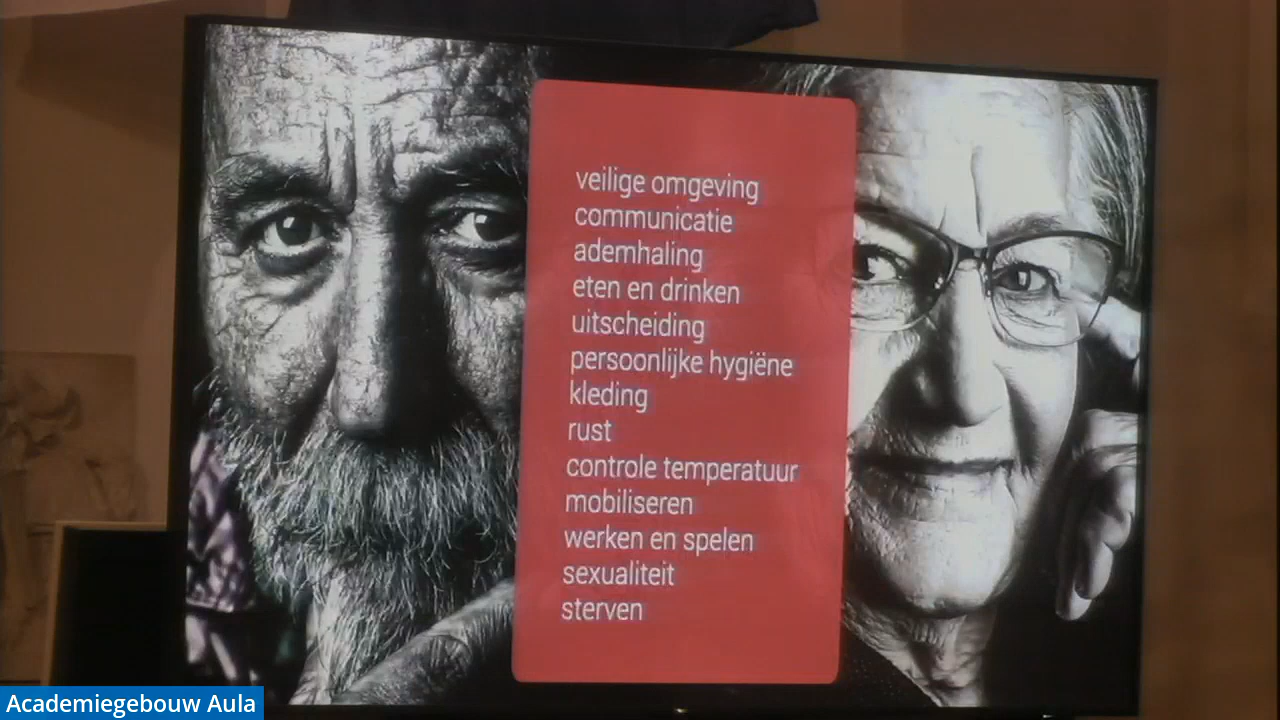 veilige omgeving
communicatie
ademhaling
eten en drinken
uitscheiding
persoonlijke hygiëne
kleding
rust
controle temperatuur
mobiliseren
werken en spelen
sexualiteit
sterven
Academiegebouw Aula